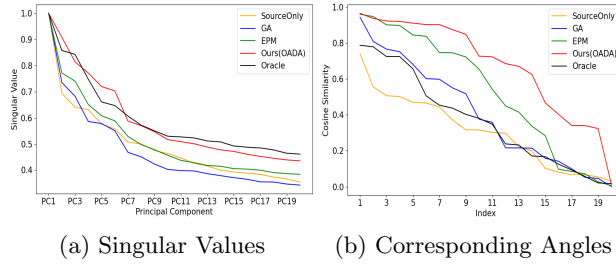 SourceOnly
GA
EPM
Ours(OADA)
Oracle
1.0
0.9
0.8
0.7
0.6
0.5
0.4
Singular Value
PC1 PC3 PC5 PC7 PC9 PC11 PC13 PC15 PC17 PC19
Principal Component
(a) Singular Values
SourceOnly
GA
EPM
Ours(OADA)
Oracle
1.0
0.8
0.6
0.4
0.2
0.0
Cosine Similarity
1 3 5 7 9 11 13 15 17 19
Index
(b) Corresponding Angles